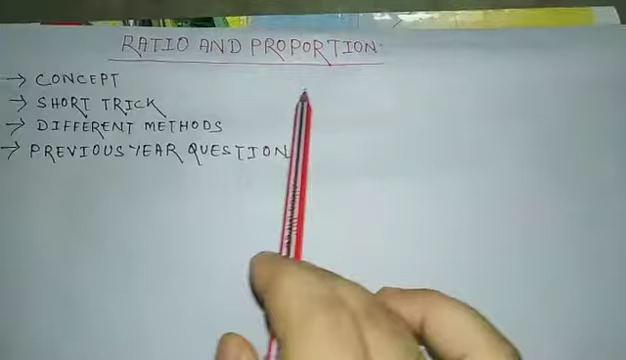 RATIO AND PROPORTION
→ CONCEPT
→ SHORT TRICK
→ DIFFERENT METHODS
→ PREVIOUS YEAR QUESTION